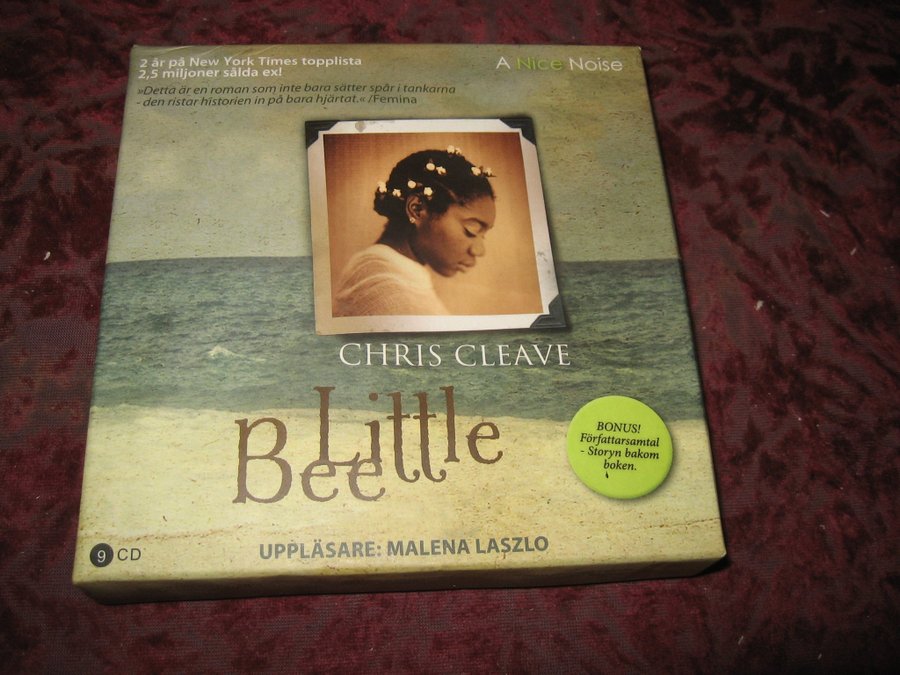 2 år på New York Times topplista
2,5 miljoner sålda ex!
»Detta är en roman som inte bara sätter spår i tankarna
- den ristar historien in på bara hjärtat.« /Femina
A Nice Noise
CHRIS CLEAVE
Little
Bee
BONUS!
Författarsamtal
- Storyn bakom
boken.
9 CD
UPPLÄSARE: MALENA LASZLO